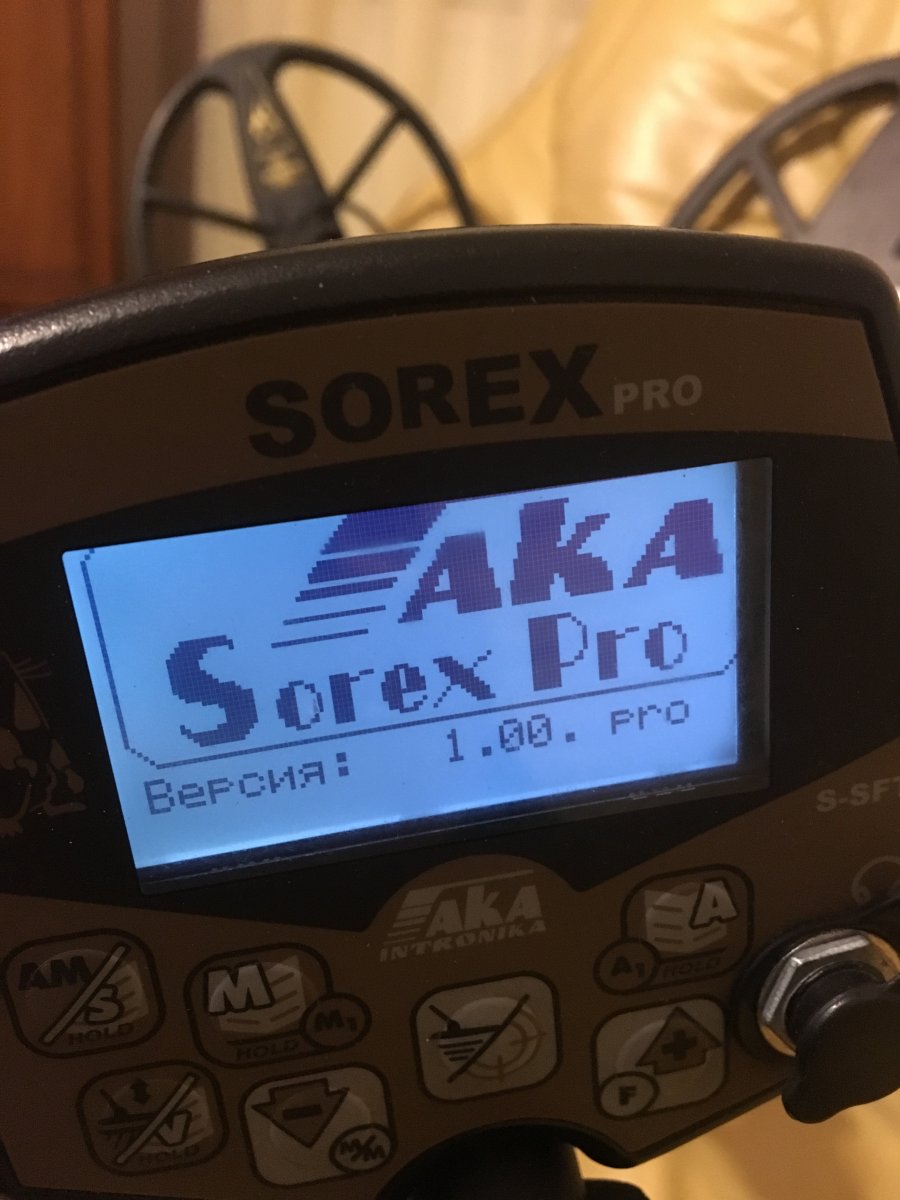 SOREX PRO
AKA
Sorex Pro
Версия: 1.00. pro
S-SFT
AKA
INTRONIKA
A
A1 HOLD
AM/S
HOLD
M
M1
HOLD
F
V
HOLD
M/M